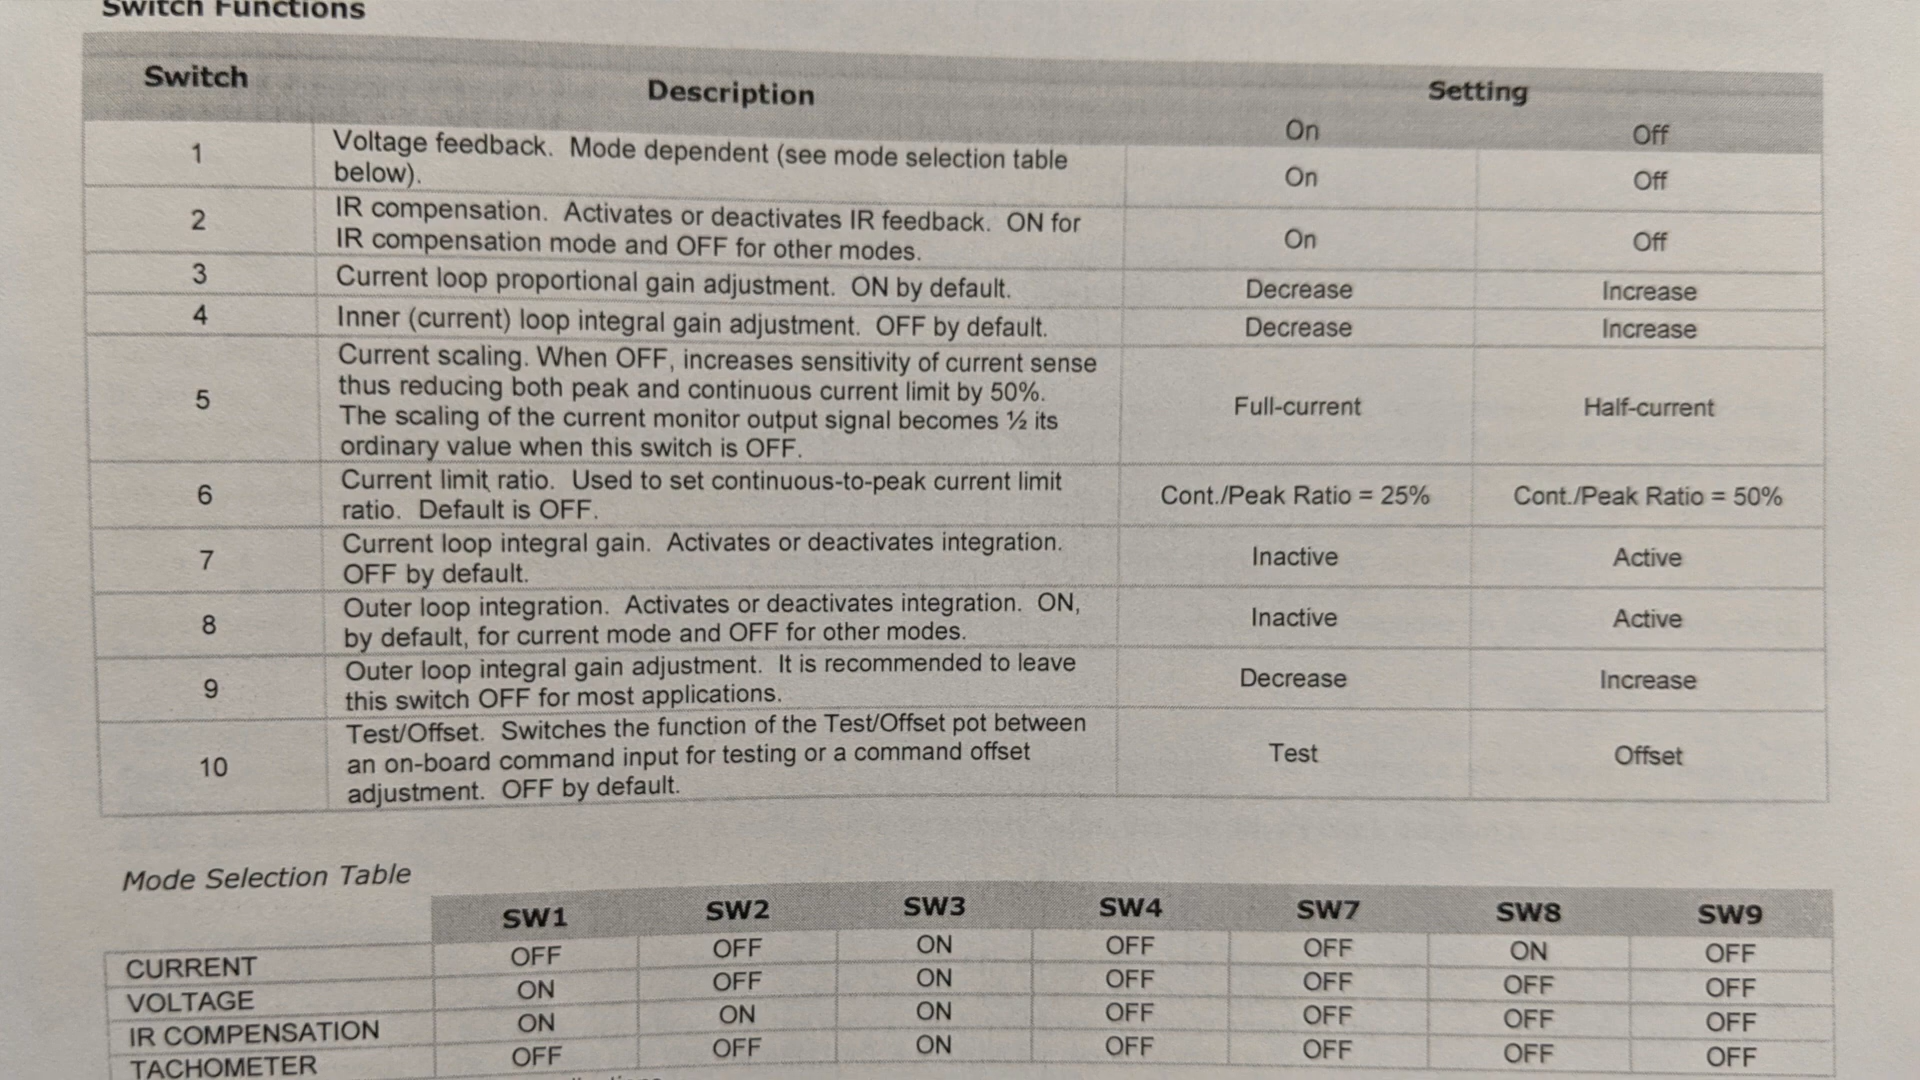 Switch Functions
Switch Description Setting
On Off
1 Voltage feedback. Mode dependent (see mode selection table
below). On Off
2 IR compensation. Activates or deactivates IR feedback. ON for
IR compensation mode and OFF for other modes. On Off
3 Current loop proportional gain adjustment. ON by default. Decrease Increase
4 Inner (current) loop integral gain adjustment. OFF by default. Decrease Increase
5 Current scaling. When OFF, increases sensitivity of current sense
thus reducing both peak and continuous current limit by 50%.
The scaling of the current monitor output signal becomes ½ its
ordinary value when this switch is OFF. Full-current Half-current
6 Current limit ratio. Used to set continuous-to-peak current limit
ratio. Default is OFF. Cont./Peak Ratio = 25% Cont./Peak Ratio = 50%
7 Current loop integral gain. Activates or deactivates integration.
OFF by default. Inactive Active
8 Outer loop integration. Activates or deactivates integration. ON,
by default, for current mode and OFF for other modes. Inactive Active
9 Outer loop integral gain adjustment. It is recommended to leave
this switch OFF for most applications. Decrease Increase
10 Test/Offset. Switches the function of the Test/Offset pot between
an on-board command input for testing or a command offset
adjustment. OFF by default. Test Offset
Mode Selection Table
SW1 SW2 SW3 SW4 SW7 SW8 SW9
CURRENT OFF OFF ON OFF OFF ON OFF
VOLTAGE ON OFF ON OFF OFF OFF OFF
IR COMPENSATION ON ON ON OFF OFF OFF OFF
TACHOMETER OFF OFF ON OFF OFF OFF OFF